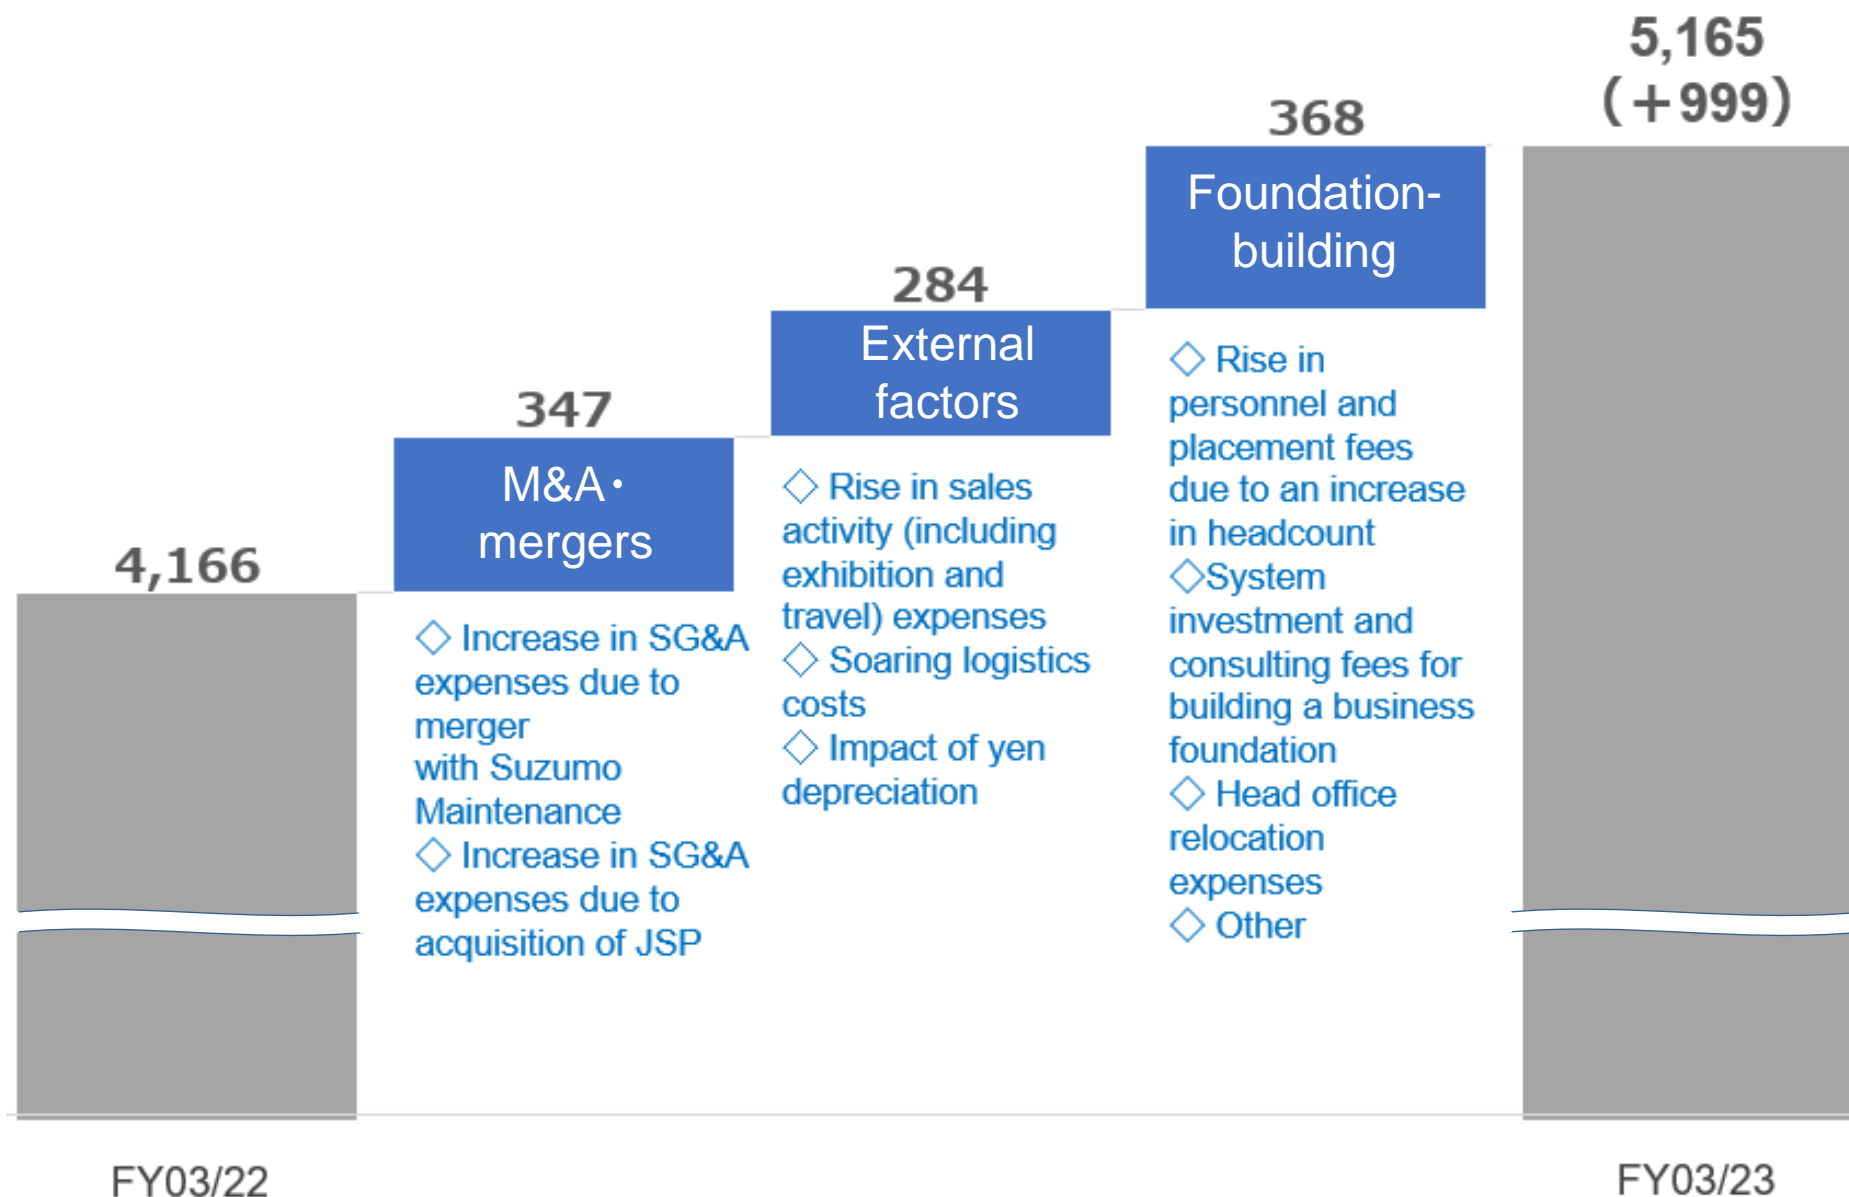 5,165
(+999)
368
Foundation-
building
284
External
factors
347
M&A・
mergers
4,166
◇ Increase in SG&A
expenses due to
merger
with Suzumo
Maintenance
◇ Increase in SG&A
expenses due to
acquisition of JSP
◇ Rise in sales
activity (including
exhibition and
travel) expenses
◇ Soaring logistics
costs
◇ Impact of yen
depreciation
◇ Rise in
personnel and
placement fees
due to an increase
in headcount
◇System
investment and
consulting fees for
building a business
foundation
◇ Head office
relocation
expenses
◇ Other
FY03/22
FY03/23